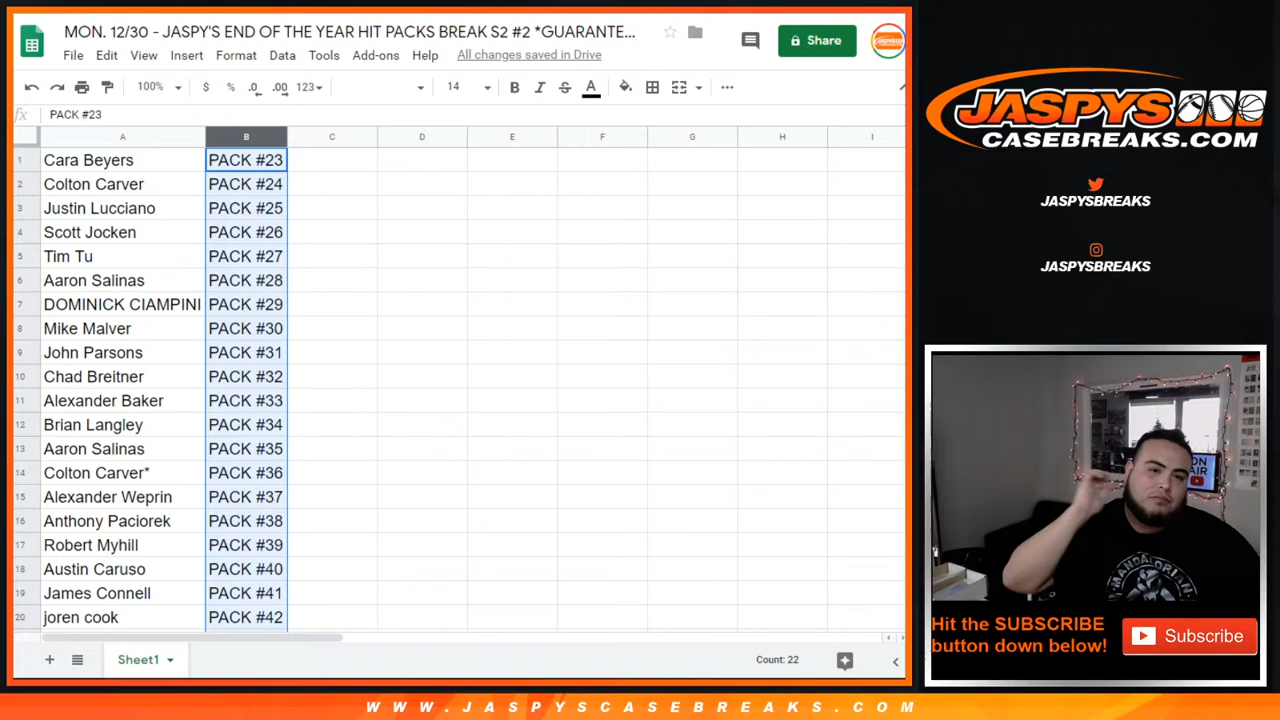 MON. 12/30 - JASPY'S END OF THE YEAR HIT PACKS BREAK S2 #2 *GUARANTE...
File Edit View Insert Format Data Tools Add-ons Help All changes saved in Drive
Share
100% $ % .0 .00 123 14 B I S A
fx PACK #23
A B C D E F G H I
1 Cara Beyers PACK #23
2 Colton Carver PACK #24
3 Justin Lucciano PACK #25
4 Scott Jocken PACK #26
5 Tim Tu PACK #27
6 Aaron Salinas PACK #28
7 DOMINICK CIAMPINI PACK #29
8 Mike Malver PACK #30
9 John Parsons PACK #31
10 Chad Breitner PACK #32
11 Alexander Baker PACK #33
12 Brian Langley PACK #34
13 Aaron Salinas PACK #35
14 Colton Carver* PACK #36
15 Alexander Weprin PACK #37
16 Anthony Paciorek PACK #38
17 Robert Myhill PACK #39
18 Austin Caruso PACK #40
19 James Connell PACK #41
20 joren cook PACK #42
Sheet1
Count: 22
JASPYS
CASEBREAKS.COM
JASPYSBREAKS
JASPYSBREAKS
ON
AIR
MANDALORIAN
Hit the SUBSCRIBE
button down below!
Subscribe
WWW.JASPYSCASEBREAKS.COM